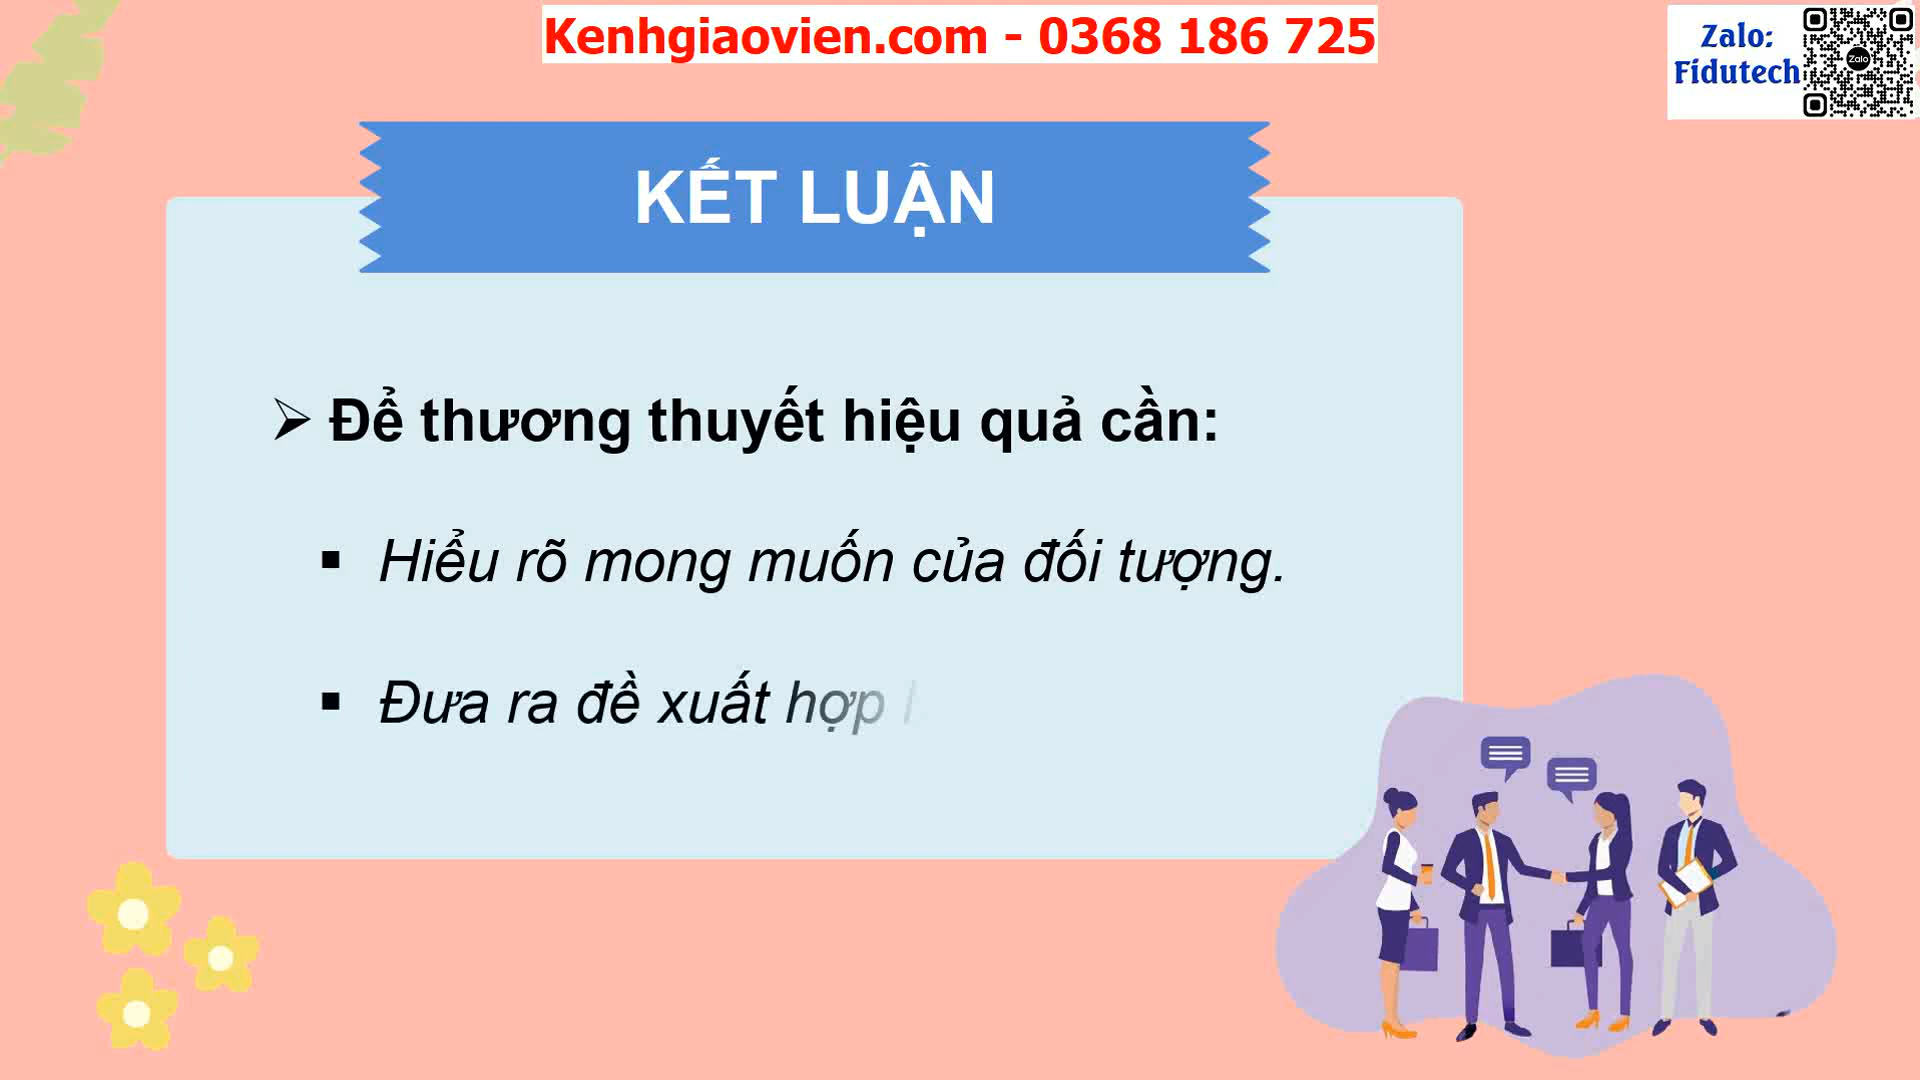 Kenhgiaovien.com - 0368 186 725
Zalo:
Fidutech
Zalo
KẾT LUẬN
➢ Để thương thuyết hiệu quả cần:
▪ Hiểu rõ mong muốn của đối tượng.
▪ Đưa ra đề xuất hợp